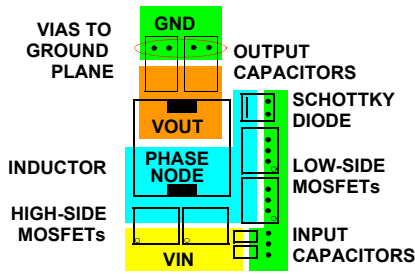 GND
VIAS TO
GROUND
PLANE
OUTPUT
CAPACITORS
VOUT
SCHOTTKY
DIODE
INDUCTOR
PHASE
NODE
LOW-SIDE
MOSFETs
HIGH-SIDE
MOSFETs
VIN
INPUT
CAPACITORS